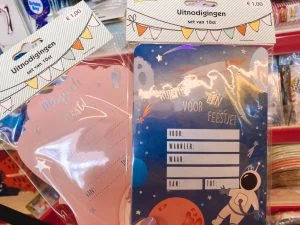 € 1,00
Uitnodigingen
set van 10st
€ 1,00
Uitnodigingen
set van 10st
VOOR EEN
FEESTJE!
VOOR:
WANNEER:
WAAR:
VAN: TOT: